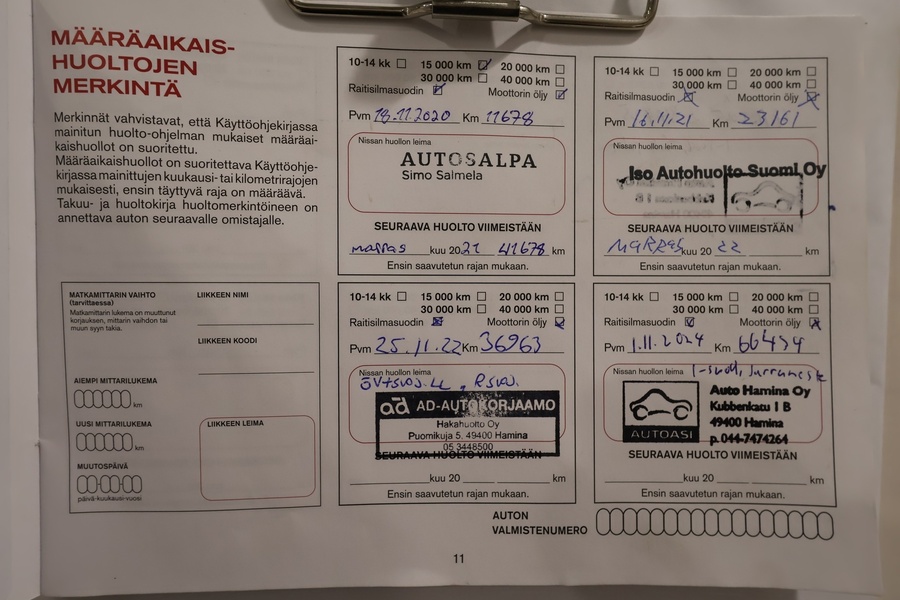 MÄÄRÄAIKAIS-
HUOLTOJEN
MERKINTÄ
Merkinnät vahvistavat, että Käyttöohjekirjassa
mainitun huolto-ohjelman mukaiset määräai-
kaishuollot on suoritettu.
Määräaikaishuollot on suoritettava Käyttöohje-
kirjassa mainittujen kuukausi- tai kilometrirajojen
mukaisesti, ensin täyttyvä raja on määräävä.
Takuu- ja huoltokirja huoltomerkintöineen on
annettava auton seuraavalle omistajalle.
MATKAMITTARIN VAIHTO
(tarvittaessa)
Matkamittarin lukema on muuttunut
korjauksen, mittarin vaihdon tai
muun syyn takia.
AIEMPI MITTARILUKEMA
km
UUSI MITTARILUKEMA
km
MUUTOSPÄIVÄ
päivä-kuukausi-vuosi
LIIKKEEN NIMI
LIIKKEEN KOODI
LIIKKEEN LEIMA
10-14 kk 15 000 km 20 000 km
30 000 km 40 000 km
Raitisilmasuodin Moottorin öljy
Pvm 18.11.2020 Km 11678
Nissan huollon leima
AUTOSALPA
Simo Salmela
SEURAAVA HUOLTO VIIMEISTÄÄN
marras kuu 2021 41678 km
Ensin saavutetun rajan mukaan.
10-14 kk 15 000 km 20 000 km
30 000 km 40 000 km
Raitisilmasuodin Moottorin öljy
Pvm 16.11.21 Km 23161
Nissan huollon leima
Iso Autohuolto Suomi Oy
SEURAAVA HUOLTO VIIMEISTÄÄN
MARRAS kuu 20 22 km
Ensin saavutetun rajan mukaan.
10-14 kk 15 000 km 20 000 km
30 000 km 40 000 km
Raitisilmasuodin Moottorin öljy
Pvm 25.11.22 Km 36963
Nissan huollon leima
ad AD-AUTOKORJAAMO
Hakahuolto Oy
Puomikuja 5, 49400 Hamina
05 3448500
SEURAAVA HUOLTO VIIMEISTÄÄN
kuu 20 km
Ensin saavutetun rajan mukaan.
10-14 kk 15 000 km 20 000 km
30 000 km 40 000 km
Raitisilmasuodin Moottorin öljy
Pvm 1.11.2024 Km 66434
Nissan huollon leima
AUTOASI
Auto Hamina Oy
Kubbenkatu 1 B
49400 Hamina
p. 044-7474264
SEURAAVA HUOLTO VIIMEISTÄÄN
kuu 20 km
Ensin saavutetun rajan mukaan.
AUTON
VALMISTENUMERO
11